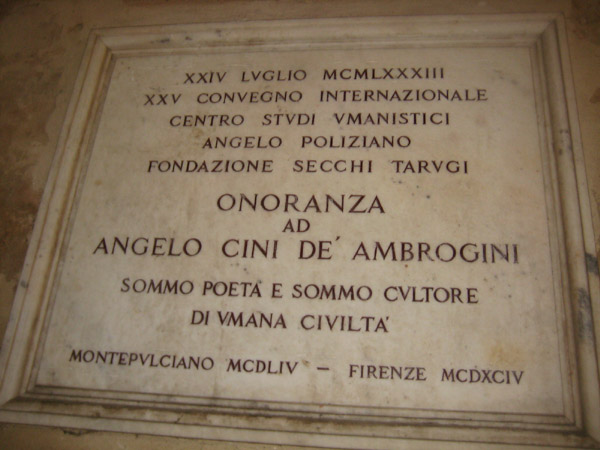 XXIV LVGLIO MCMLXXXIII
XXV CONVEGNO INTERNAZIONALE
CENTRO STVDI VMANISTICI
ANGELO POLIZIANO
FONDAZIONE SECCHI TARVGI
ONORANZA
AD
ANGELO CINI DE' AMBROGINI
SOMMO POETA E SOMMO CVLTORE
DI VMANA CIVILTA'
MONTEPVLCIANO MCDLIV — FIRENZE MCDXCIV